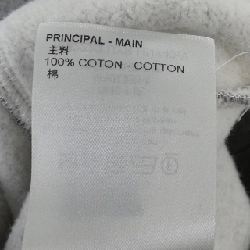 PRINCIPAL - MAIN
主料
100% COTON - COTTON
棉